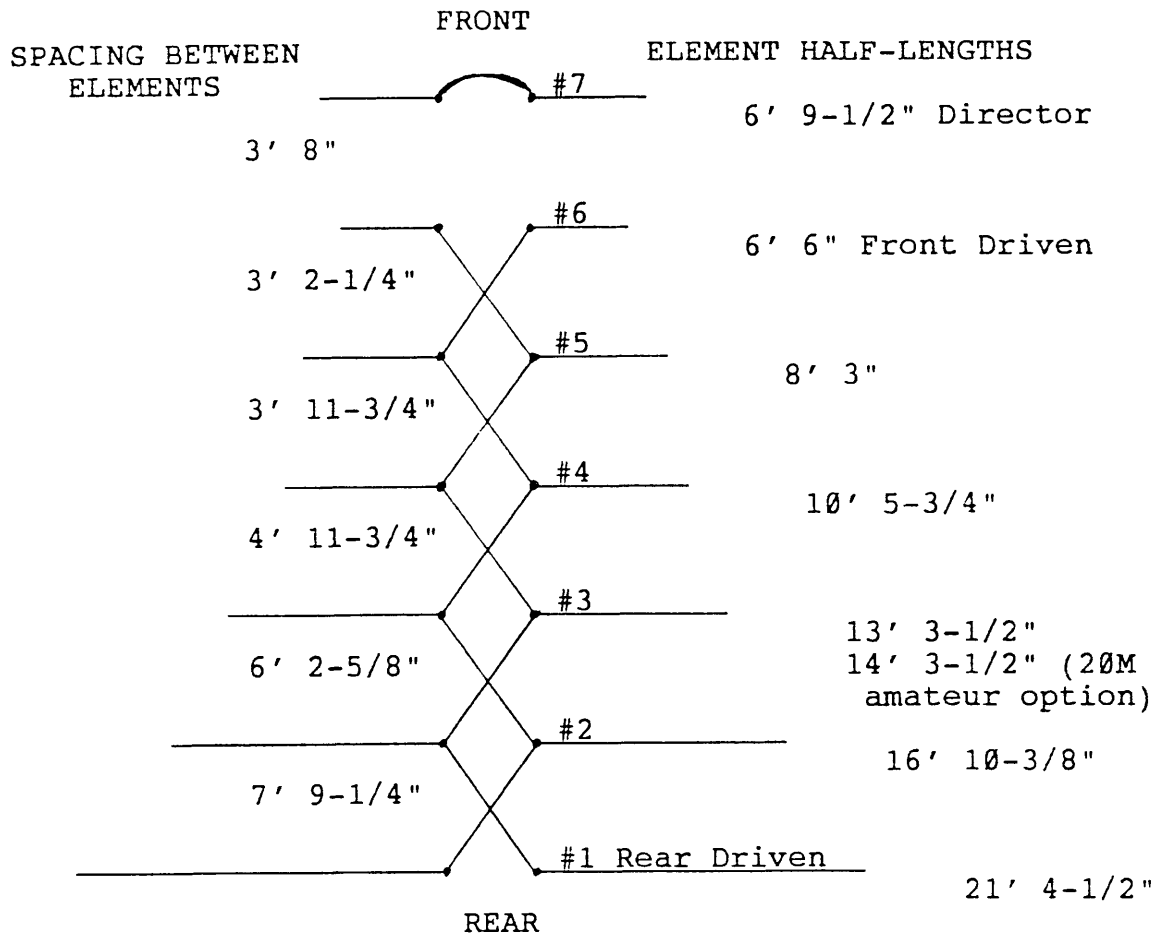 FRONT
SPACING BETWEEN
ELEMENTS
ELEMENT HALF-LENGTHS
#7
6' 9-1/2" Director
3' 8"
#6
6' 6" Front Driven
3' 2-1/4"
#5
8' 3"
3' 11-3/4"
#4
10' 5-3/4"
4' 11-3/4"
#3
13' 3-1/2"
14' 3-1/2" (20M
amateur option)
6' 2-5/8"
#2
16' 10-3/8"
7' 9-1/4"
#1 Rear Driven
21' 4-1/2"
REAR